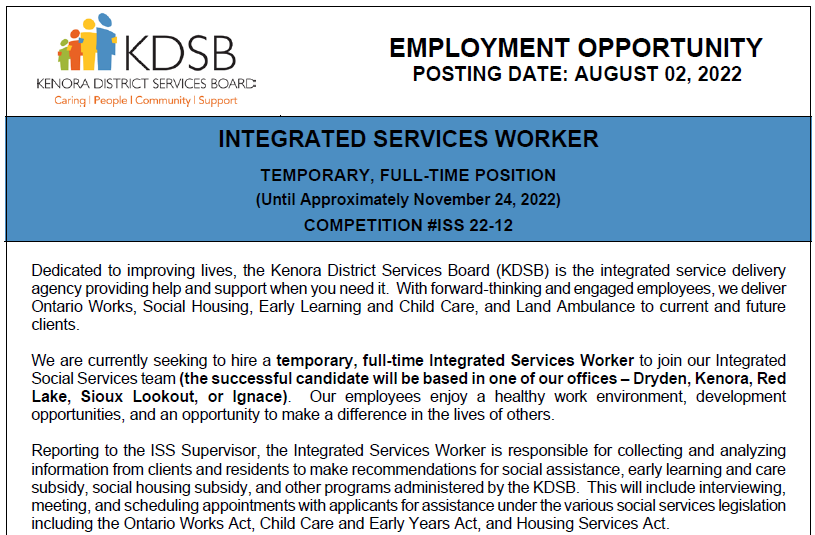 KDSB
KENORA DISTRICT SERVICES BOARD
Caring | People | Community | Support
EMPLOYMENT OPPORTUNITY
POSTING DATE: AUGUST 02, 2022
INTEGRATED SERVICES WORKER
TEMPORARY, FULL-TIME POSITION
(Until Approximately November 24, 2022)
COMPETITION #ISS 22-12
Dedicated to improving lives, the Kenora District Services Board (KDSB) is the integrated service delivery
agency providing help and support when you need it. With forward-thinking and engaged employees, we deliver
Ontario Works, Social Housing, Early Learning and Child Care, and Land Ambulance to current and future
clients.
We are currently seeking to hire a temporary, full-time Integrated Services Worker to join our Integrated
Social Services team (the successful candidate will be based in one of our offices – Dryden, Kenora, Red
Lake, Sioux Lookout, or Ignace). Our employees enjoy a healthy work environment, development
opportunities, and an opportunity to make a difference in the lives of others.
Reporting to the ISS Supervisor, the Integrated Services Worker is responsible for collecting and analyzing
information from clients and residents to make recommendations for social assistance, early learning and care
subsidy, social housing subsidy, and other programs administered by the KDSB. This will include interviewing,
meeting, and scheduling appointments with applicants for assistance under the various social services legislation
including the Ontario Works Act, Child Care and Early Years Act, and Housing Services Act.